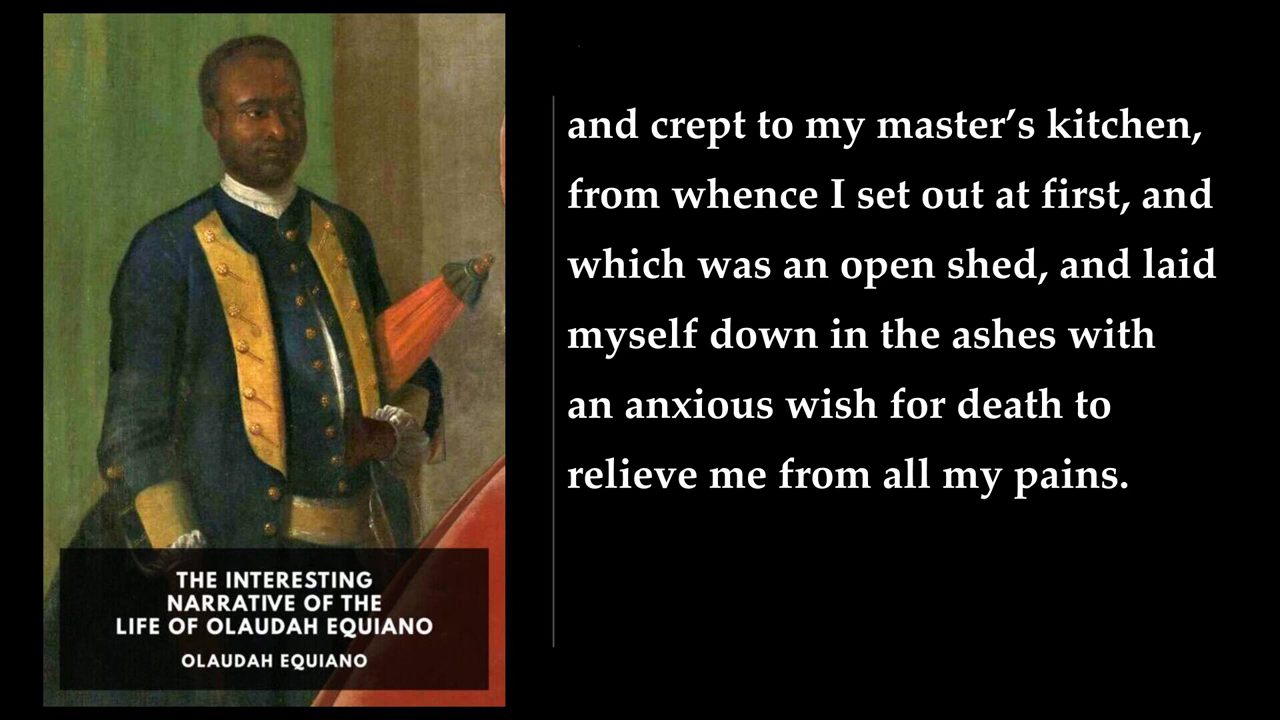 THE INTERESTING
NARRATIVE OF THE
LIFE OF OLAUDAH EQUIANO
OLAUDAH EQUIANO
and crept to my master’s kitchen,
from whence I set out at first, and
which was an open shed, and laid
myself down in the ashes with
an anxious wish for death to
relieve me from all my pains.